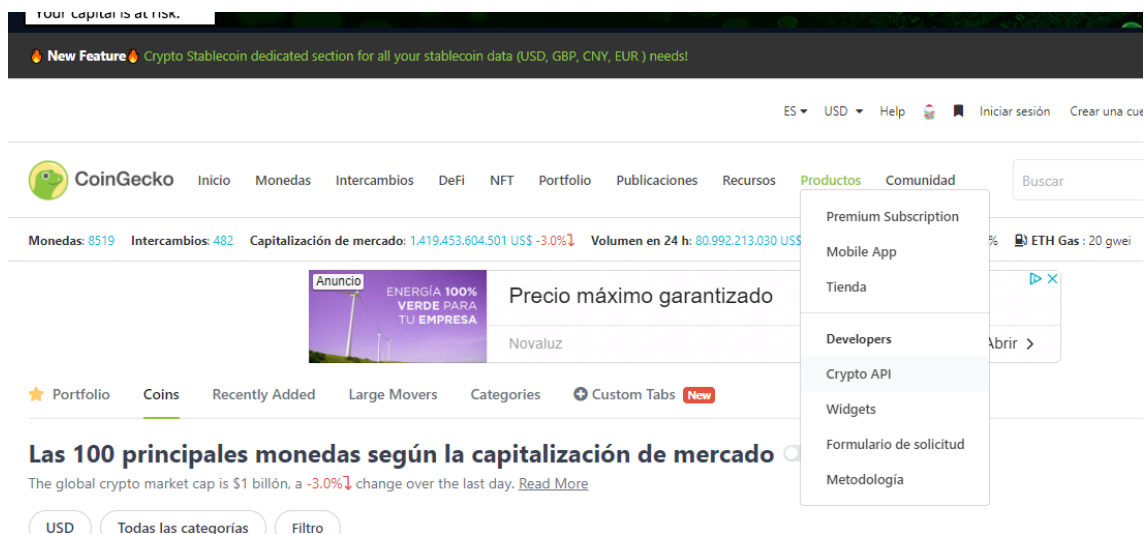 Your capital is at risk.
New Feature Crypto Stablecoin dedicated section for all your stablecoin data (USD, GBP, CNY, EUR ) needs!
ES USD Help Iniciar sesión Crear una cue
CoinGecko Inicio Monedas Intercambios DeFi NFT Portfolio Publicaciones Recursos Productos Comunidad Buscar
Premium Subscription
Mobile App
Tienda
Developers
Crypto API
Widgets
Formulario de solicitud
Metodología
Monedas: 8519 Intercambios: 482 Capitalización de mercado: 1.419.453.604.501 US$ -3.0% Volumen en 24 h: 80.992.213.030 US$ % ETH Gas : 20 gwei
Anuncio
ENERGÍA 100%
VERDE PARA
TU EMPRESA
Precio máximo garantizado
Novaluz
Abrir
Portfolio Coins Recently Added Large Movers Categories Custom Tabs New
Las 100 principales monedas según la capitalización de mercado
The global crypto market cap is $1 billón, a -3.0% change over the last day. Read More
USD Todas las categorías Filtro